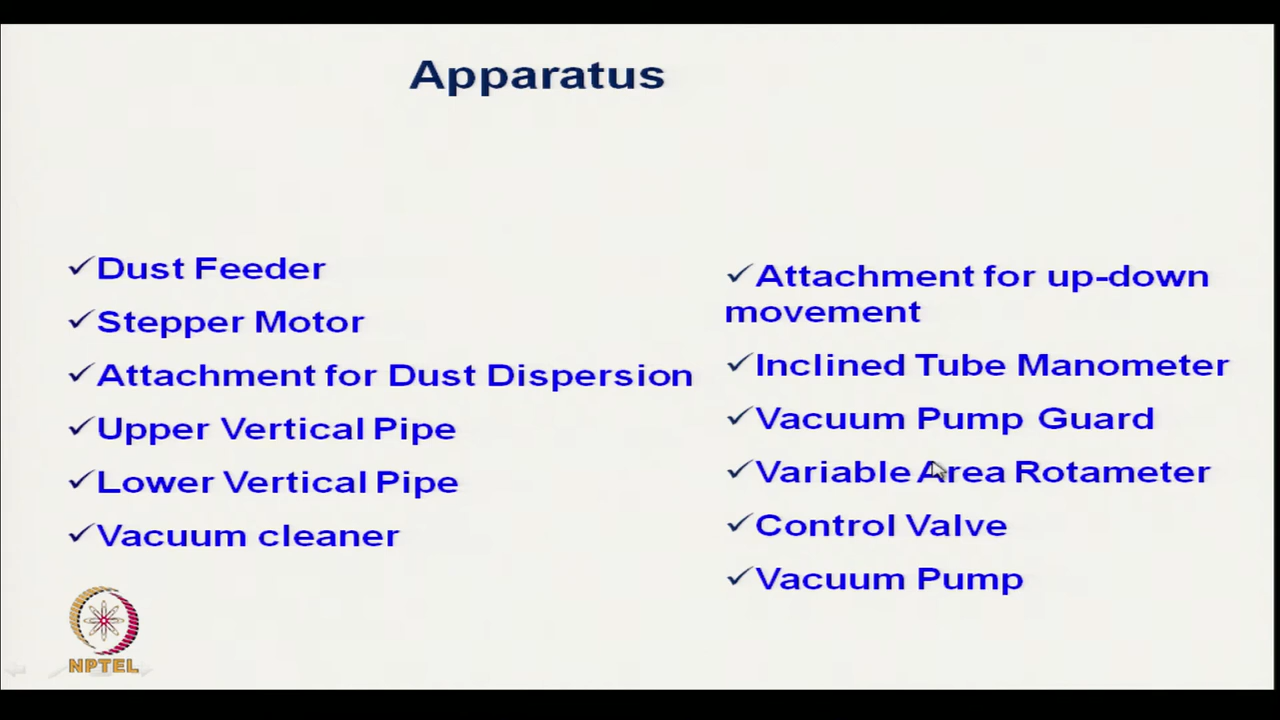 Apparatus
✓Dust Feeder
✓Stepper Motor
✓Attachment for Dust Dispersion
✓Upper Vertical Pipe
✓Lower Vertical Pipe
✓Vacuum cleaner
✓Attachment for up-down
movement
✓Inclined Tube Manometer
✓Vacuum Pump Guard
✓Variable Area Rotameter
✓Control Valve
✓Vacuum Pump
NPTEL